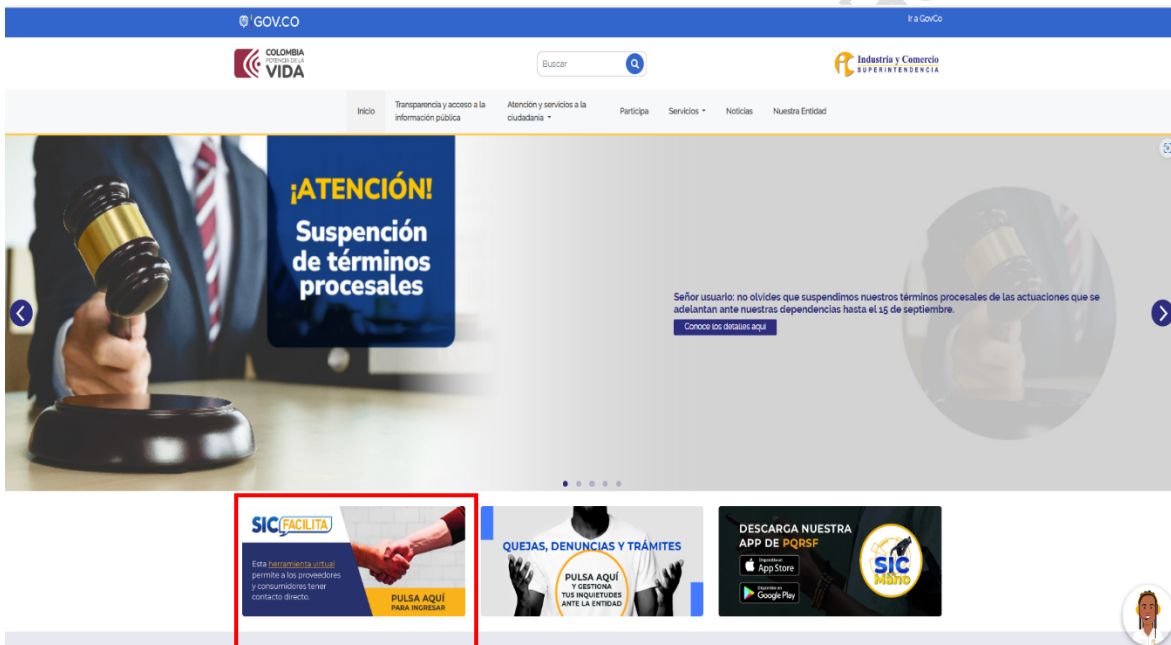 GOV.CO
Ir a GovCo
COLOMBIA
POTENCIA DE LA
VIDA
Buscar
Industria y Comercio
SUPERINTENDENCIA
Inicio
Transparencia y acceso a la
información pública
Atención y servicios a la
ciudadanía
Participa
Servicios
Noticias
Nuestra Entidad
¡ATENCIÓN!
Suspención
de términos
procesales
Señor usuario: no olvides que suspendimos nuestros términos procesales de las actuaciones que se
adelantan ante nuestras dependencias hasta el 15 de septiembre.
Conoce los detalles aquí
SIC FACILITA
Esta herramienta virtual
permite a los proveedores
y consumidores tener
contacto directo.
PULSA AQUÍ
PARA INGRESAR
QUEJAS, DENUNCIAS Y TRÁMITES
PULSA AQUÍ
Y GESTIONA
TUS INQUIETUDES
ANTE LA ENTIDAD
DESCARGA NUESTRA
APP DE PQRSF
Disponible en
App Store
Disponible en
Google Play
SIC
Mano